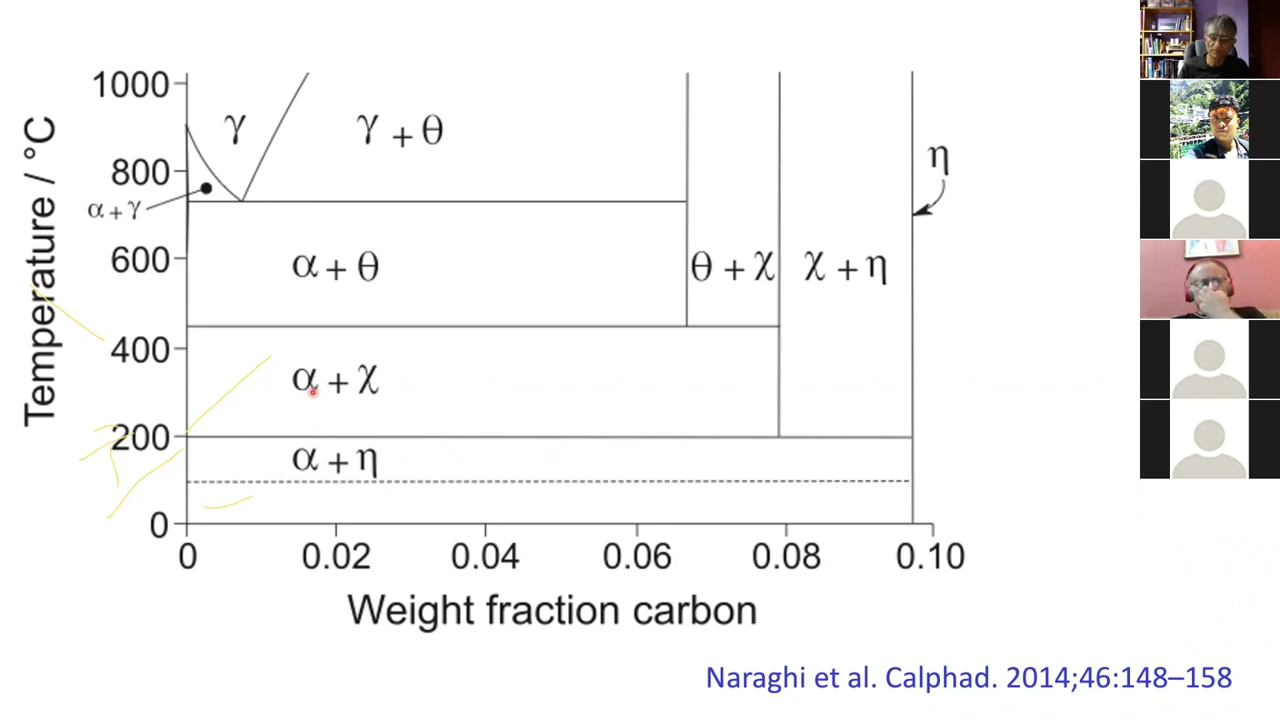 Temperature / °C
1000
800
600
400
200
0
γ
γ + θ
α + γ
α + θ
θ + χ
χ + η
η
α + χ
α + η
0
0.02
0.04
0.06
0.08
0.10
Weight fraction carbon
Naraghi et al. Calphad. 2014;46:148–158